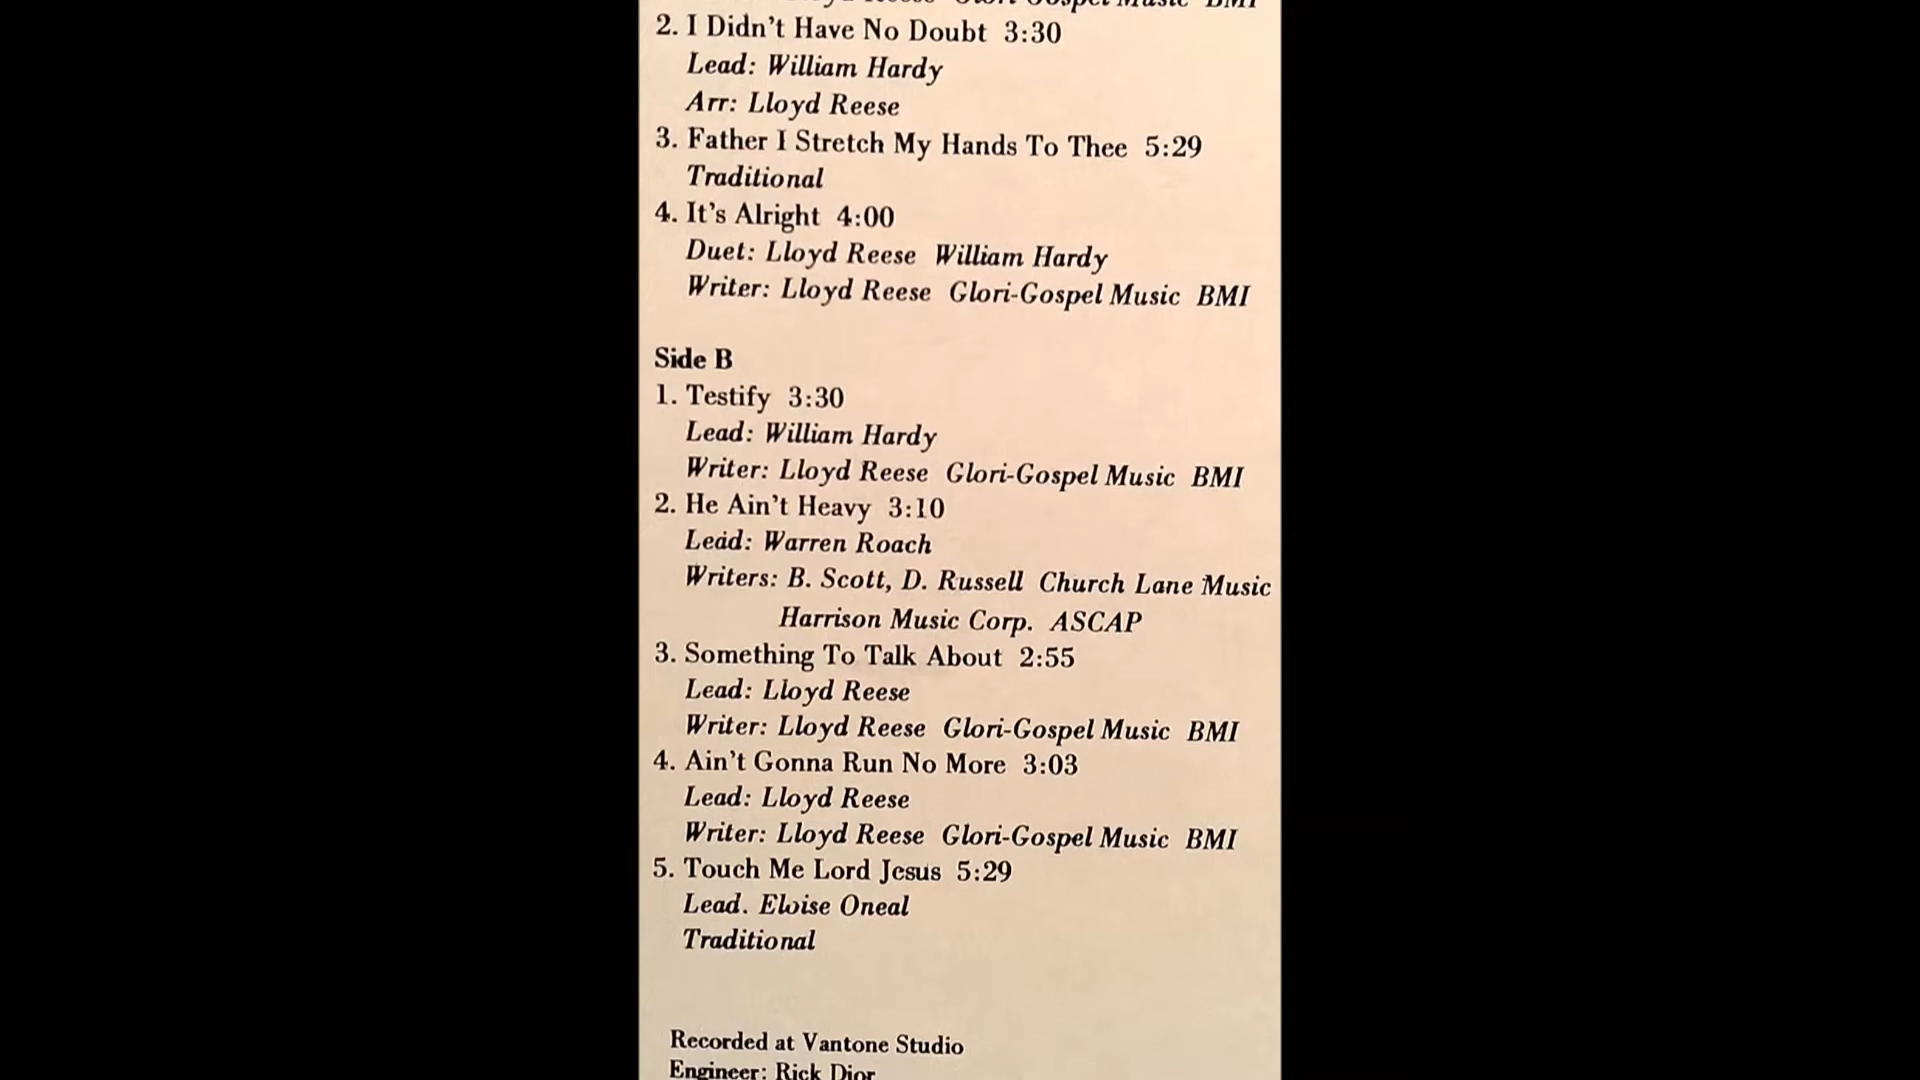 Lloyd Reese Glori-Gospel Music BMI
2. I Didn't Have No Doubt 3:30
Lead: William Hardy
Arr: Lloyd Reese
3. Father I Stretch My Hands To Thee 5:29
Traditional
4. It's Alright 4:00
Duet: Lloyd Reese William Hardy
Writer: Lloyd Reese Glori-Gospel Music BMI
Side B
1. Testify 3:30
Lead: William Hardy
Writer: Lloyd Reese Glori-Gospel Music BMI
2. He Ain't Heavy 3:10
Lead: Warren Roach
Writers: B. Scott, D. Russell Church Lane Music
Harrison Music Corp. ASCAP
3. Something To Talk About 2:55
Lead: Lloyd Reese
Writer: Lloyd Reese Glori-Gospel Music BMI
4. Ain't Gonna Run No More 3:03
Lead: Lloyd Reese
Writer: Lloyd Reese Glori-Gospel Music BMI
5. Touch Me Lord Jesus 5:29
Lead. Eloise Oneal
Traditional
Recorded at Vantone Studio
Engineer: Rick Dior